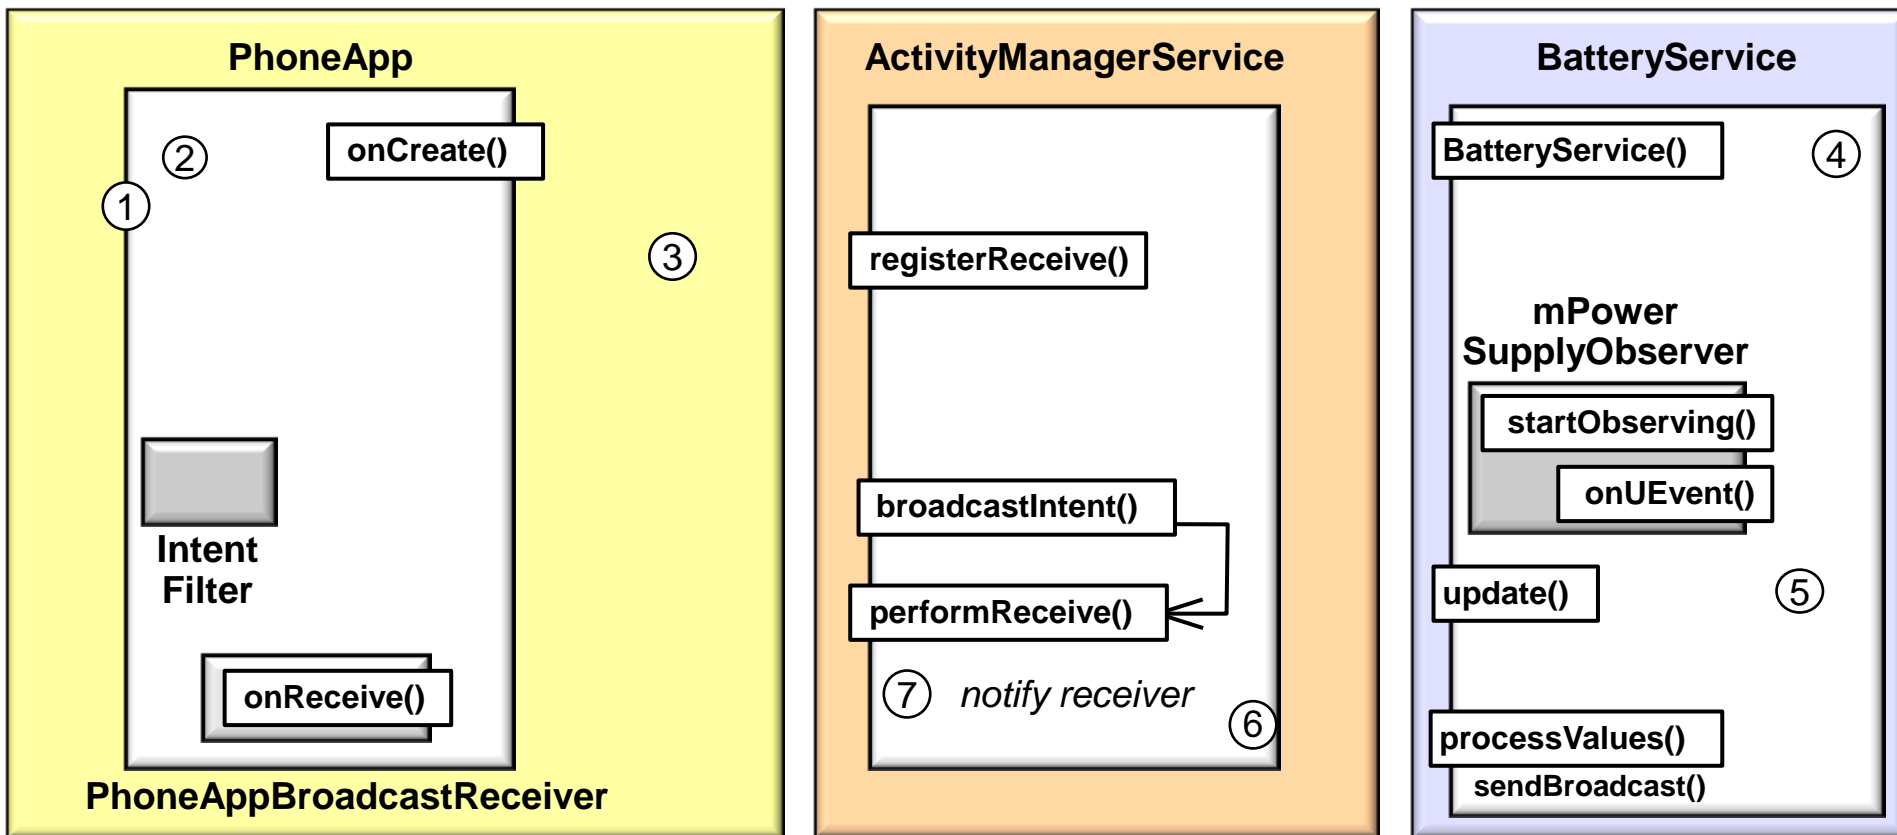 PhoneApp
onCreate()
2
1
3
Intent
Filter
onReceive()
PhoneAppBroadcastReceiver
ActivityManagerService
registerReceive()
broadcastIntent()
performReceive()
7 notify receiver
6
BatteryService
BatteryService()
4
mPower
SupplyObserver
startObserving()
onUEvent()
update()
5
processValues()
sendBroadcast()